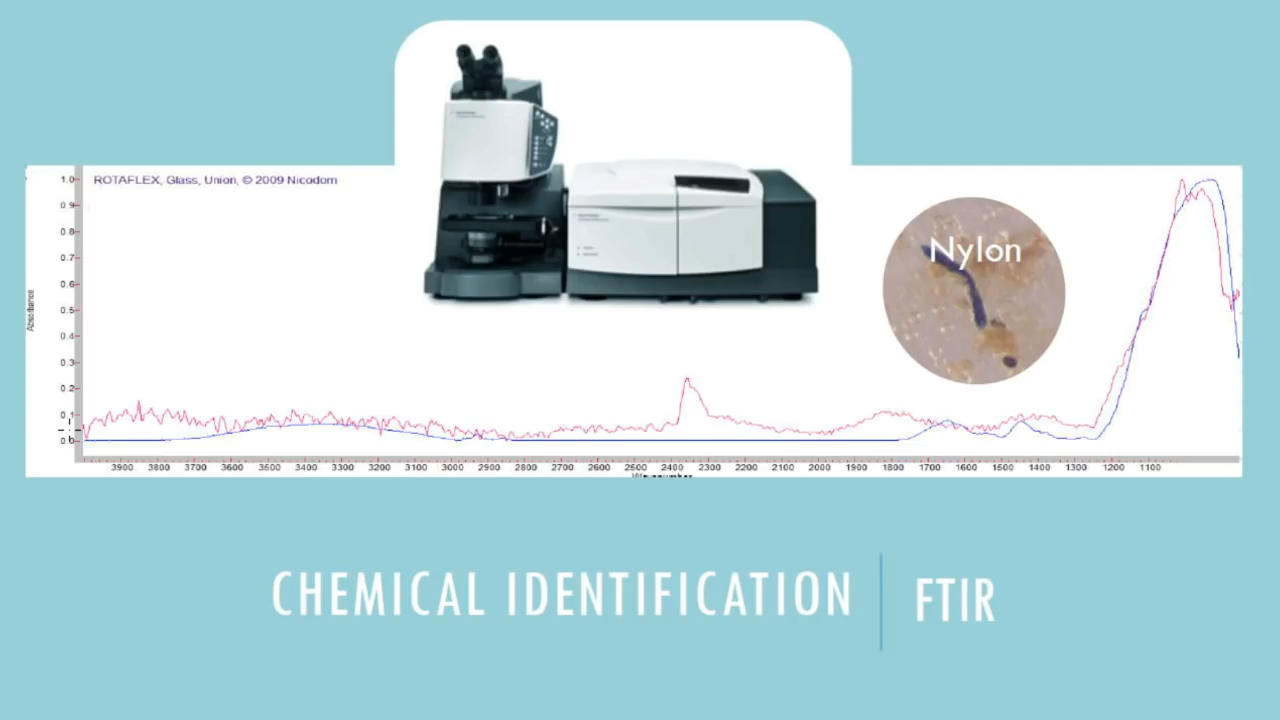 ROTAFLEX, Glass, Union, © 2009 Nicodom
Nylon
Absorbance
1.0
0.9
0.8
0.7
0.6
0.5
0.4
0.3
0.2
0.1
0.0
3900 3800 3700 3600 3500 3400 3300 3200 3100 3000 2900 2800 2700 2600 2500 2400 2300 2200 2100 2000 1900 1800 1700 1600 1500 1400 1300 1200 1100
Wavenumber
CHEMICAL IDENTIFICATION
FTIR